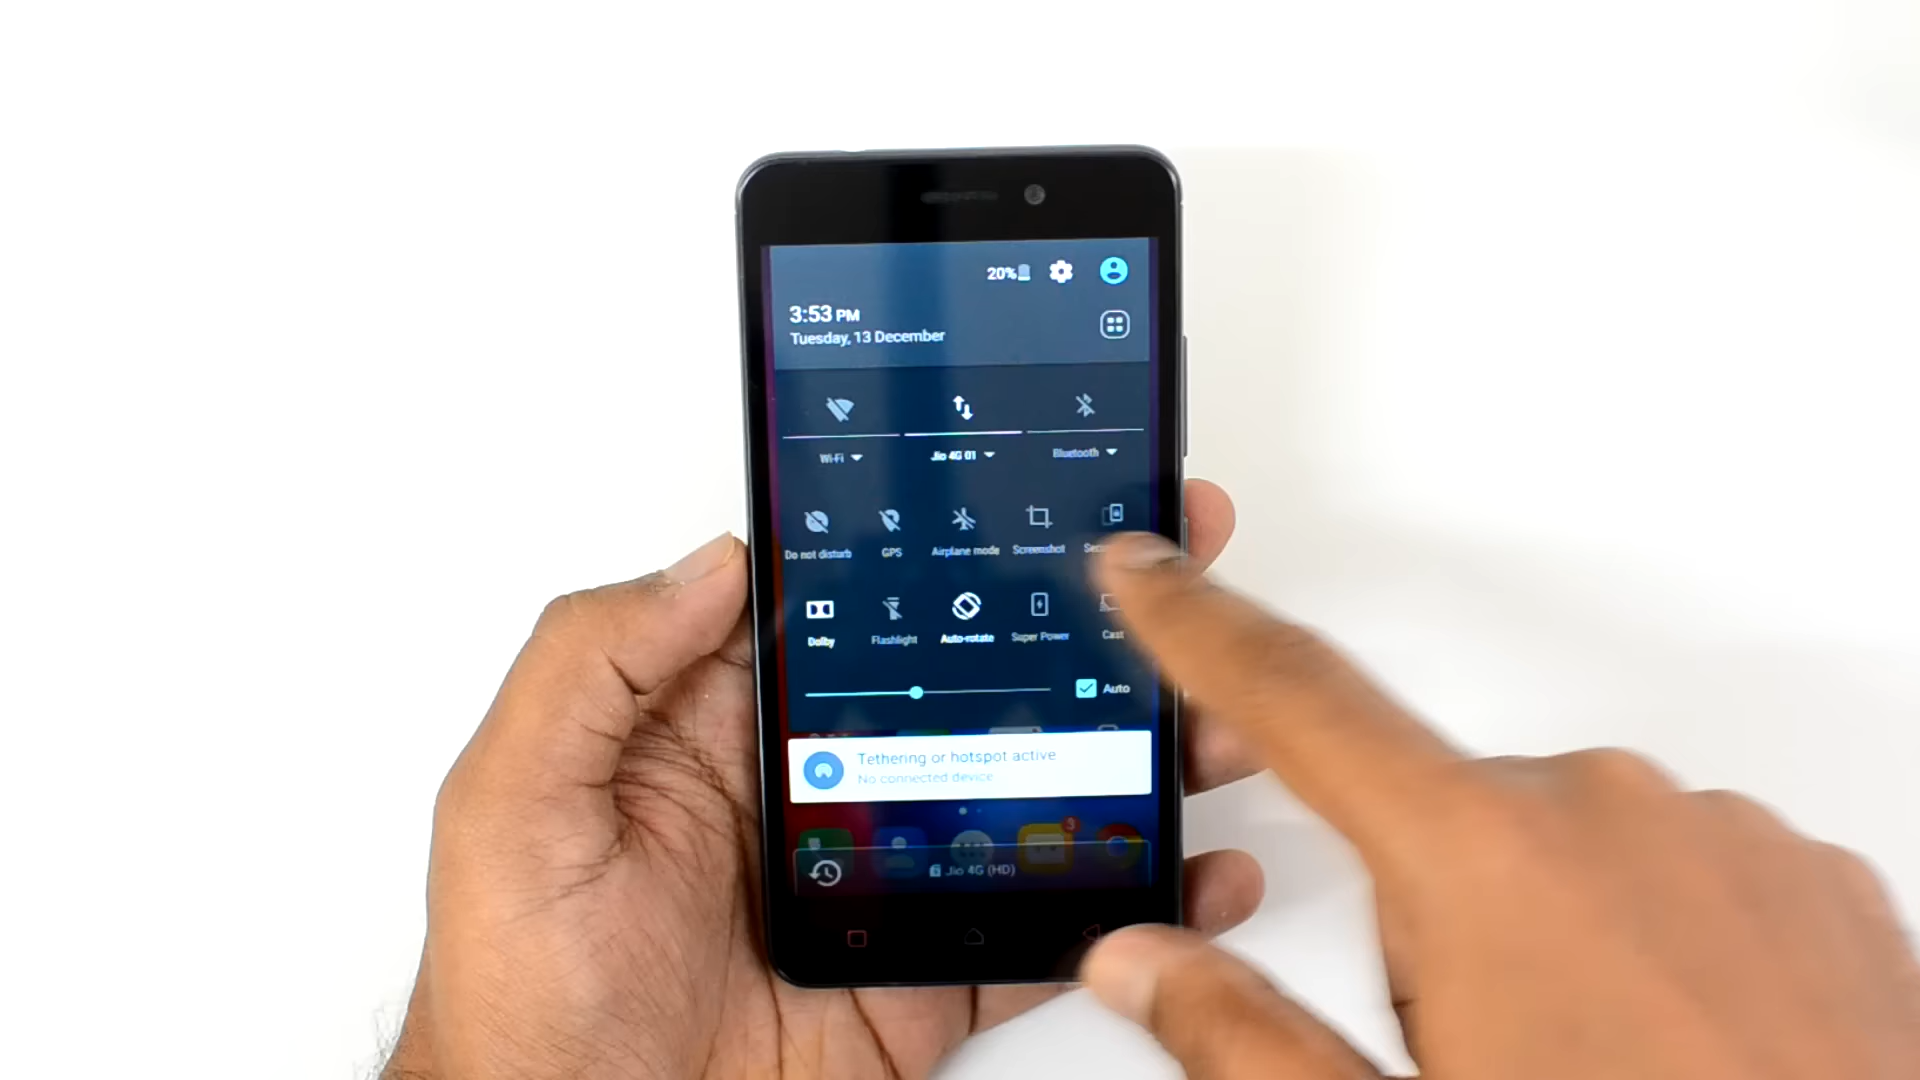 20%
3:53 PM
Tuesday, 13 December
Wi-Fi
Jio 4G 01
Bluetooth
Do not disturb
GPS
Airplane mode
Screenshot
Dolby
Flashlight
Auto-rotate
Super Power
Cast
Auto
Tethering or hotspot active
No connected device
3
Jio 4G (HD)